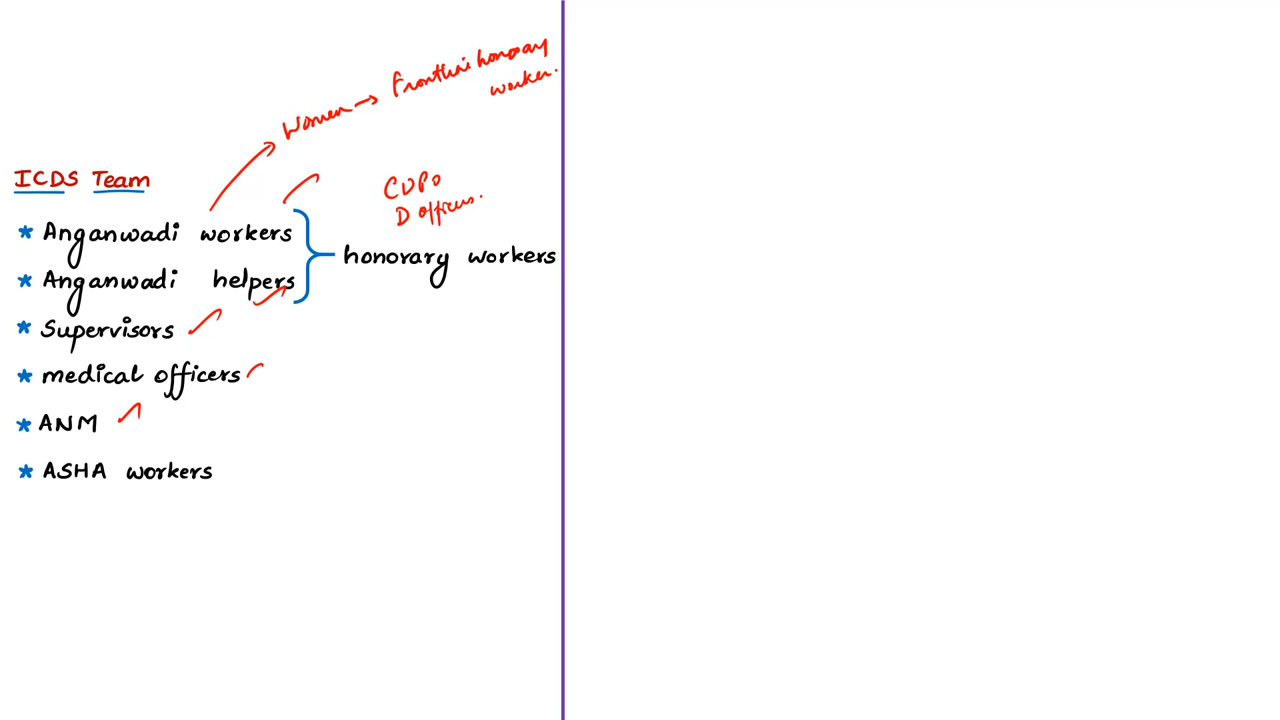 Frontline honorary
worker.
Women →
ICDS Team
CDPO
D officers.
* Anganwadi workers
honorary workers
* Anganwadi helpers
* Supervisors
* medical officers
* ANM
* ASHA workers